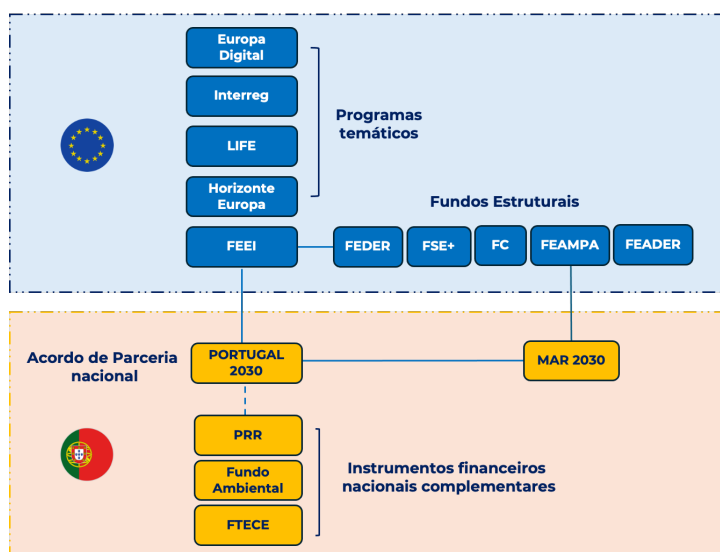 Europa
Digital
Interreg
Programas
temáticos
LIFE
Horizonte
Europa
Fundos Estruturais
FEEI
FEDER
FSE+
FC
FEAMPA
FEADER
Acordo de Parceria
nacional
PORTUGAL
2030
MAR 2030
PRR
Fundo
Ambiental
Instrumentos financeiros
nacionais complementares
FTECE